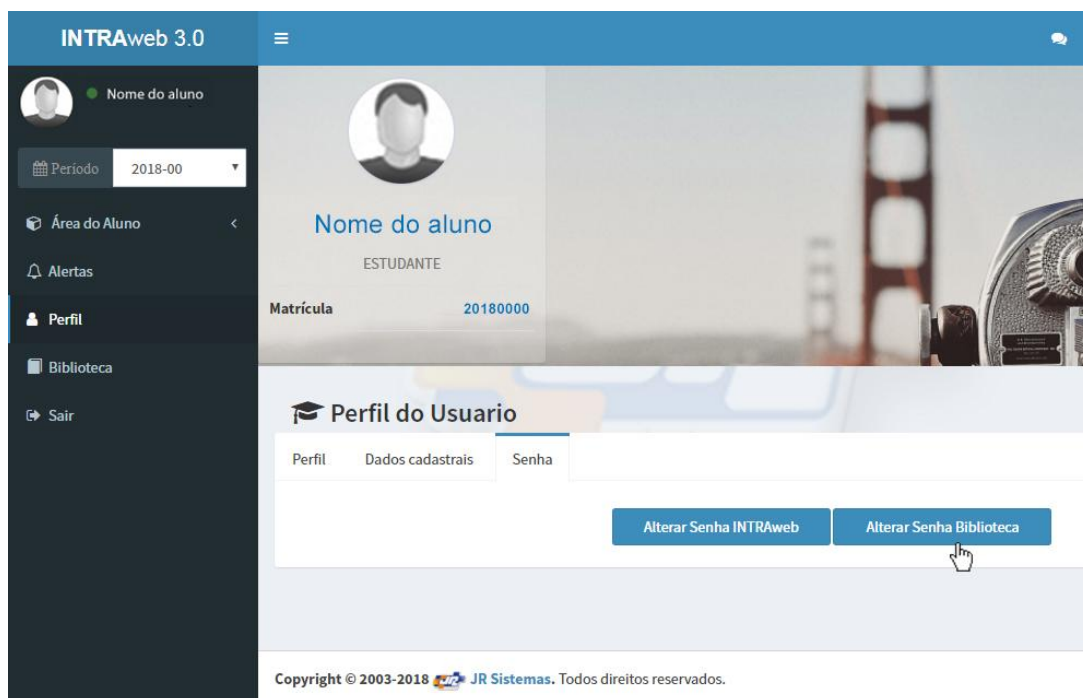 INTRAweb 3.0
Nome do aluno
Período 2018-00
Área do Aluno
Alertas
Perfil
Biblioteca
Sair
Nome do aluno
ESTUDANTE
Matrícula 20180000
Perfil do Usuario
Perfil Dados cadastrais Senha
Alterar Senha INTRAweb Alterar Senha Biblioteca
Copyright © 2003-2018 JR Sistemas. Todos direitos reservados.